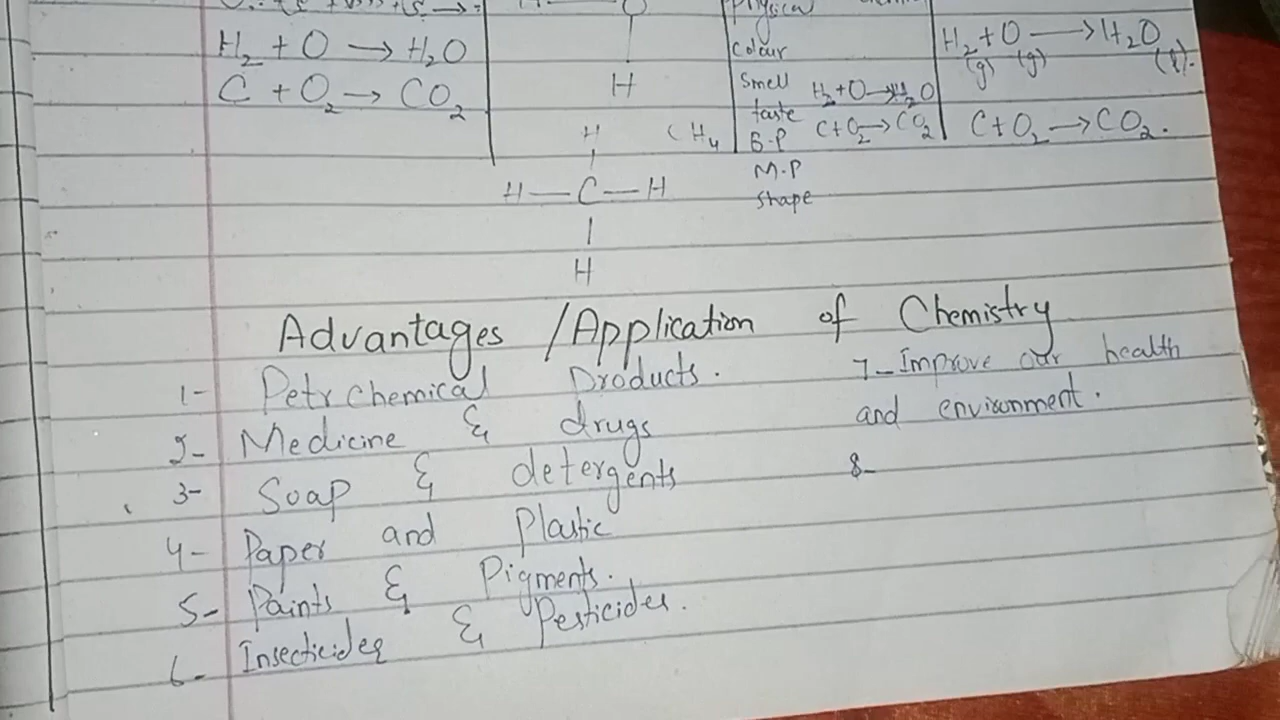 H₂ + O → H₂O
C + O₂ → CO₂
H
H
CH₄
H — C — H
H
Physical
Colour
Smell
taste
B.P
M.P
Shape
H₂ + O → H₂O
C + O₂ → CO₂
H₂ + O → H₂O
(g) (g) (l).
C + O₂ → CO₂.
Advantages / Application of Chemistry
1- Petrchemical Products.
2- Medicine & drugs
3- Soap & detergents
4- Paper and Plastic
5- Paints & Pigments.
6- Insecticides & Pesticides.
7- Improve our health
and environment.
8-